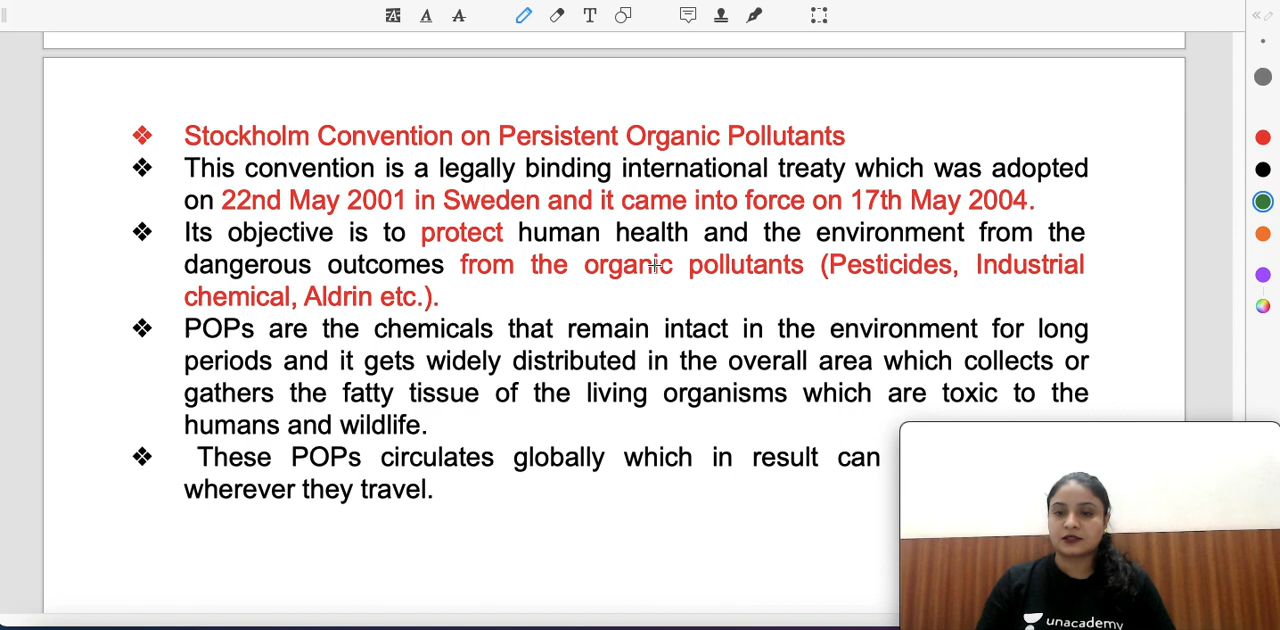 Stockholm Convention on Persistent Organic Pollutants
This convention is a legally binding international treaty which was adopted
on 22nd May 2001 in Sweden and it came into force on 17th May 2004.
Its objective is to protect human health and the environment from the
dangerous outcomes from the organic pollutants (Pesticides, Industrial
chemical, Aldrin etc.).
POPs are the chemicals that remain intact in the environment for long
periods and it gets widely distributed in the overall area which collects or
gathers the fatty tissue of the living organisms which are toxic to the
humans and wildlife.
These POPs circulates globally which in result can
wherever they travel.
unacademy